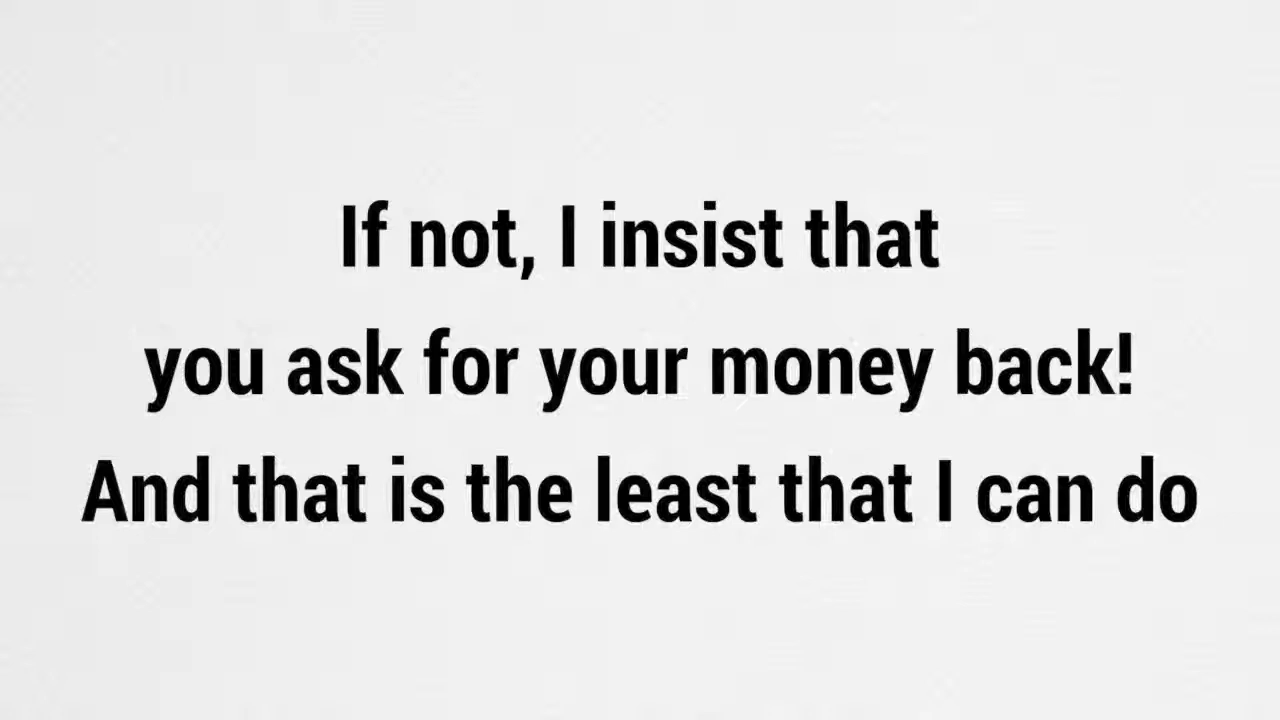 If not, I insist that
you ask for your money back!
And that is the least that I can do